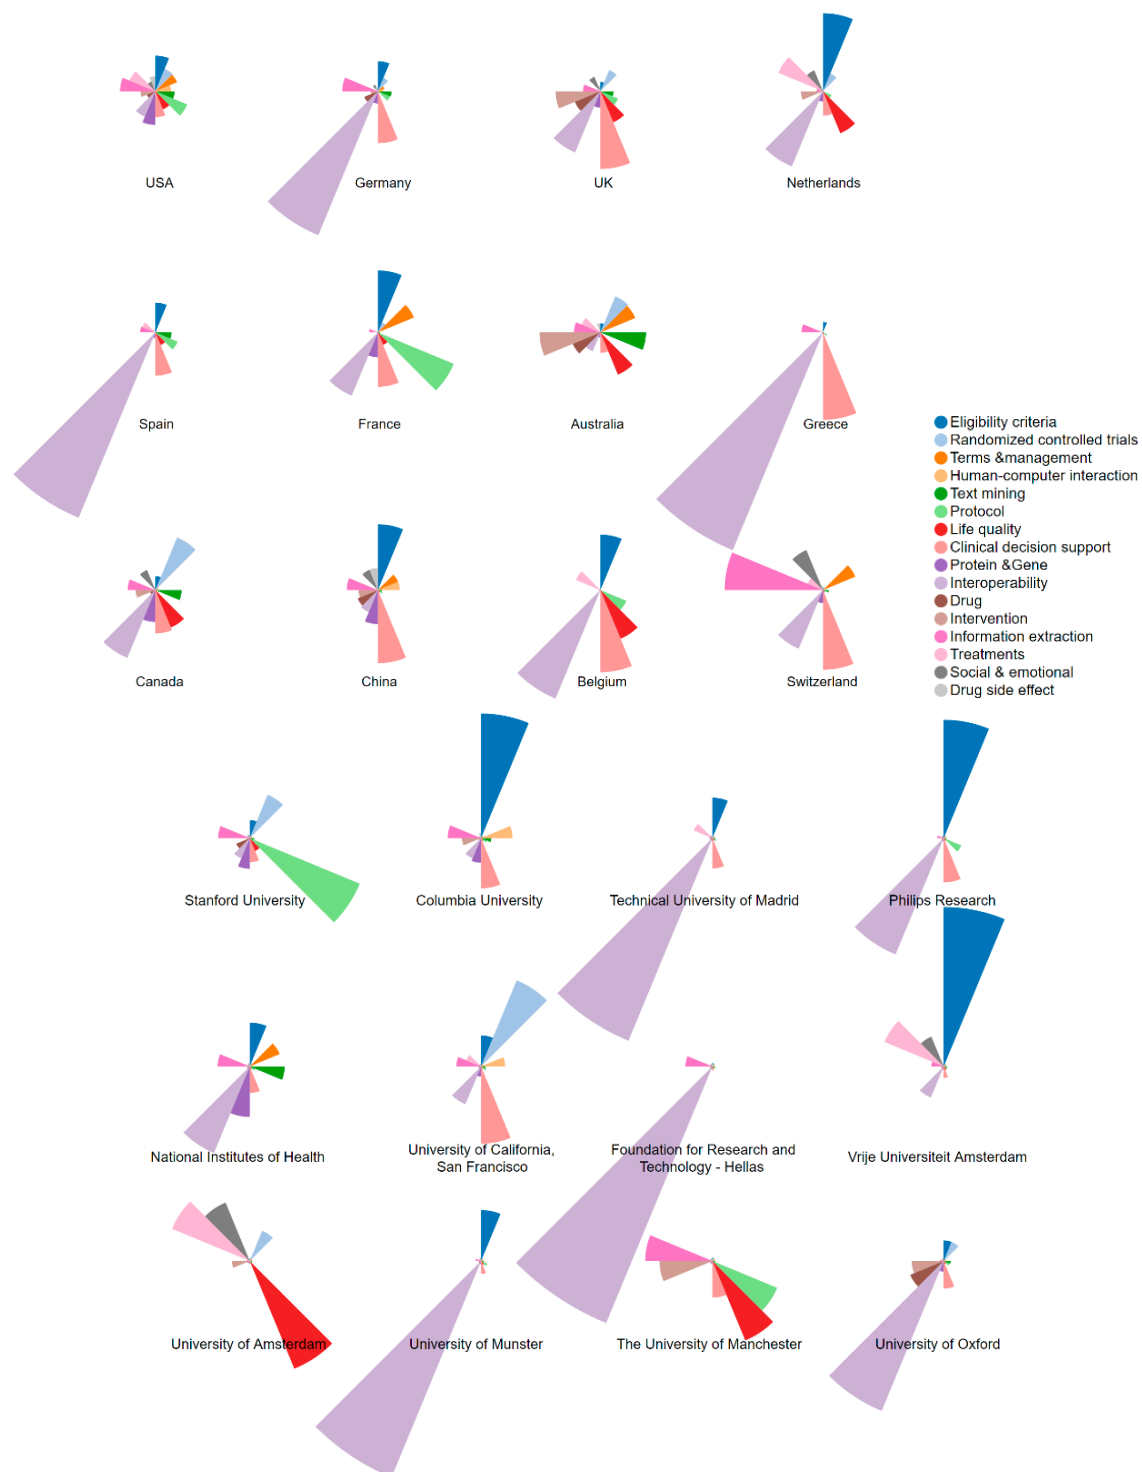 USA
Germany
UK
Netherlands
Spain
France
Australia
Greece
Eligibility criteria
Randomized controlled trials
Terms &management
Human-computer interaction
Text mining
Protocol
Life quality
Clinical decision support
Protein &Gene
Interoperability
Drug
Intervention
Information extraction
Treatments
Social & emotional
Drug side effect
Canada
China
Belgium
Switzerland
Stanford University
Columbia University
Technical University of Madrid
Philips Research
National Institutes of Health
University of California,
San Francisco
Foundation for Research and
Technology - Hellas
Vrije Universiteit Amsterdam
University of Amsterdam
University of Munster
The University of Manchester
University of Oxford